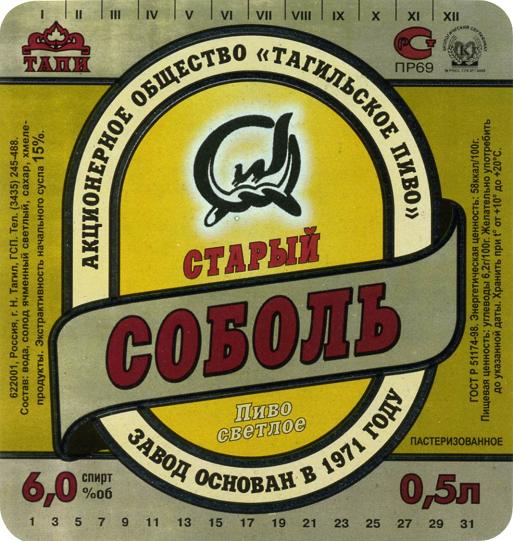 I II III IV V VI VII VIII IX X XI XII
ТАПИ
ПР69
АКЦИОНЕРНОЕ ОБЩЕСТВО «ТАГИЛЬСКОЕ ПИВО»
СТАРЫЙ
СОБОЛЬ
Пиво
светлое
ЗАВОД ОСНОВАН В 1971 ГОДУ
622001, Россия, г. Н. Тагил, ГСП. Тел. (3435) 245-488.
Состав: вода, солод ячменный светлый, сахар, хмеле-
продукты. Экстрактивность начального сусла 15%.
ГОСТ Р 51174-98. Энергетическая ценность: 58ккал/100г.
Пищевая ценность: углеводы 6,2г/100г. Желательно употребить
до указанной даты. Хранить при t° от +10° до +20°С.
ПАСТЕРИЗОВАННОЕ
6,0 спирт
%об
0,5л
1 3 5 7 9 11 13 15 17 19 21 23 25 27 29 31